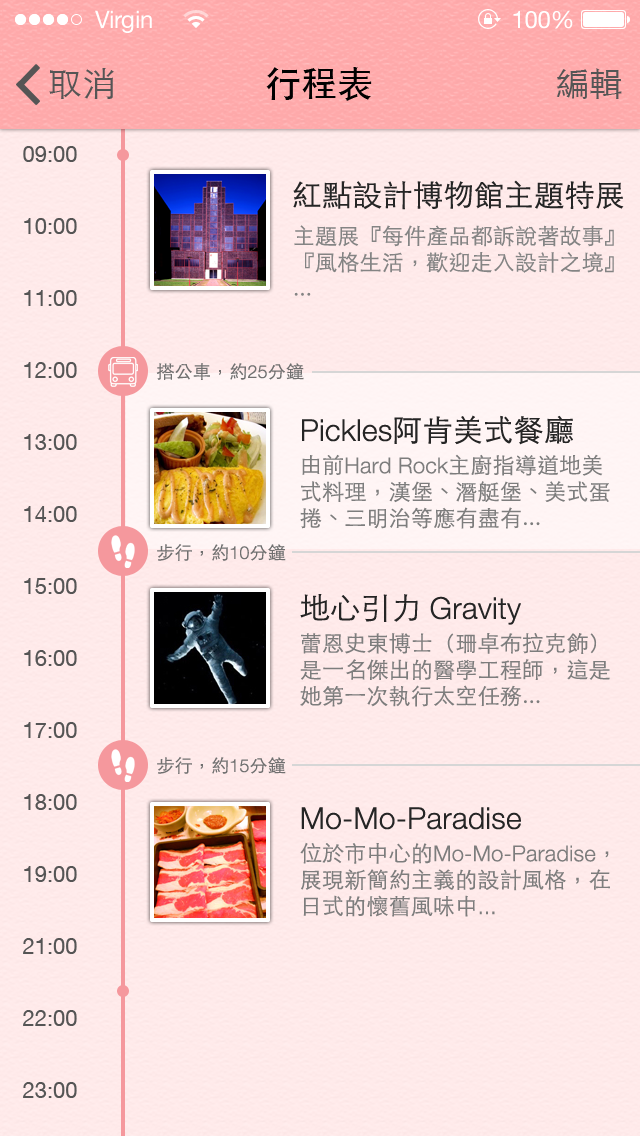 Virgin 100%
取消 行程表 編輯
09:00
紅點設計博物館主題特展
10:00
主題展『每件產品都訴說著故事』
『風格生活，歡迎走入設計之境』
...
11:00
12:00
搭公車，約25分鐘
Pickles阿肯美式餐廳
13:00
由前Hard Rock主廚指導道地美
式料理，漢堡、潛艇堡、美式蛋
捲、三明治等應有盡有...
14:00
步行，約10分鐘
15:00
地心引力 Gravity
蕾恩史東博士（珊卓布拉克飾）
16:00
是一名傑出的醫學工程師，這是
她第一次執行太空任務...
17:00
步行，約15分鐘
18:00
Mo-Mo-Paradise
位於市中心的Mo-Mo-Paradise，
19:00
展現新簡約主義的設計風格，在
日式的懷舊風味中...
21:00
22:00
23:00